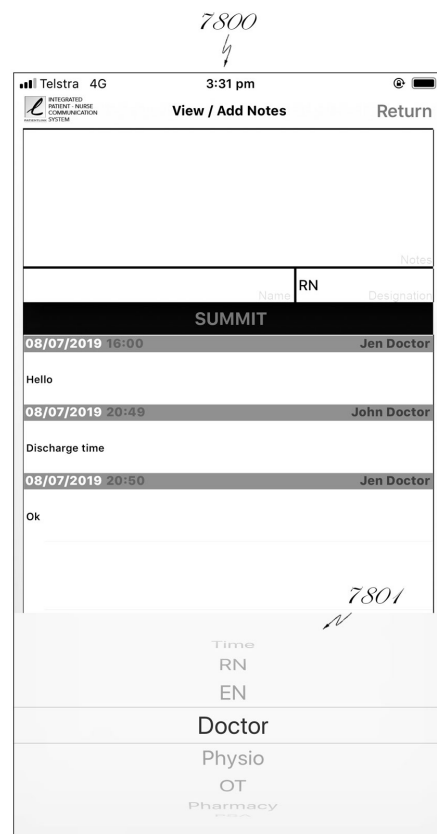 7800
Telstra 4G 3:31 pm
INTEGRATED
PATIENT - NURSE
COMMUNICATION
SYSTEM
View / Add Notes Return
Notes
Name RN Designation
SUMMIT
08/07/2019 16:00 Jen Doctor
Hello
08/07/2019 20:49 John Doctor
Discharge time
08/07/2019 20:50 Jen Doctor
Ok
7801
Time
RN
EN
Doctor
Physio
OT
Pharmacy